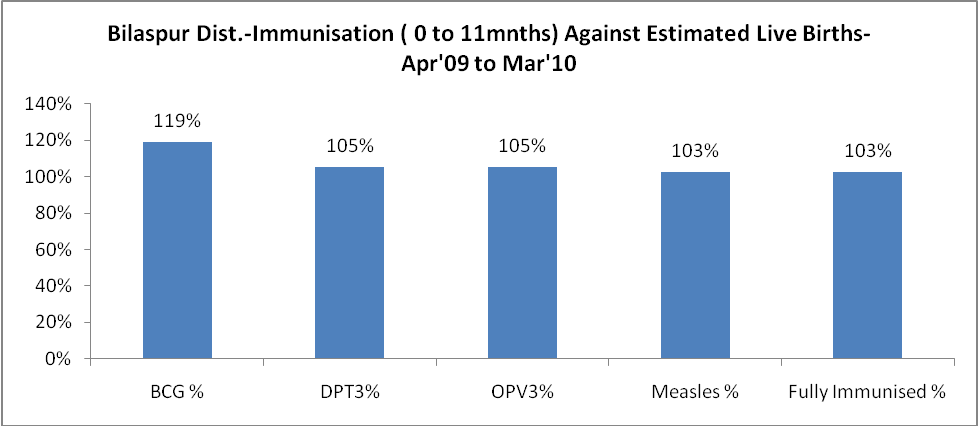 Bilaspur Dist.-Immunisation ( 0 to 11mnths) Against Estimated Live Births-
Apr'09 to Mar'10
140%
120%
100%
80%
60%
40%
20%
0%
119%
105%
105%
103%
103%
BCG %
DPT3%
OPV3%
Measles %
Fully Immunised %